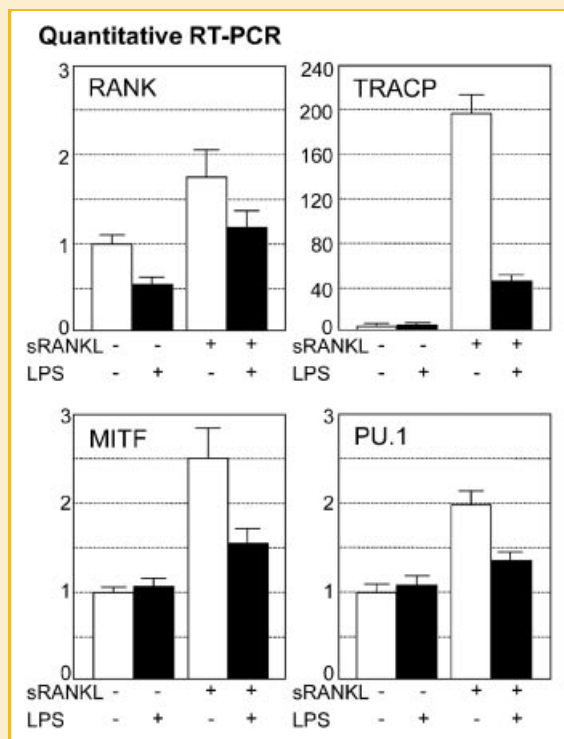 Quantitative RT-PCR
3
2
1
0
RANK
240
200
160
120
80
40
0
TRACP
sRANKL - - + +
LPS - + - +
sRANKL - - + +
LPS - + - +
3
2
1
0
MITF
3
2
1
0
PU.1
sRANKL - - + +
LPS - + - +
sRANKL - - + +
LPS - + - +